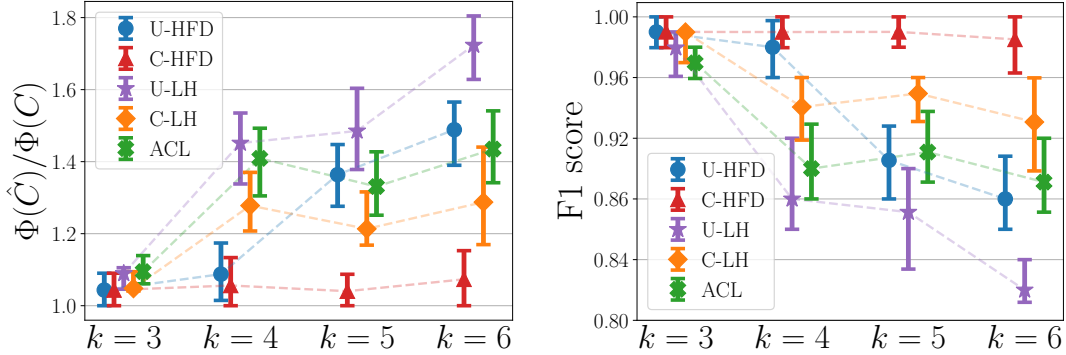 Φ(Ĉ)/Φ(C)
1.8
1.6
1.4
1.2
1.0
U-HFD
C-HFD
U-LH
C-LH
ACL
k = 3 k = 4 k = 5 k = 6
F1 score
1.00
0.96
0.92
0.88
0.84
0.80
U-HFD
C-HFD
U-LH
C-LH
ACL
k = 3 k = 4 k = 5 k = 6